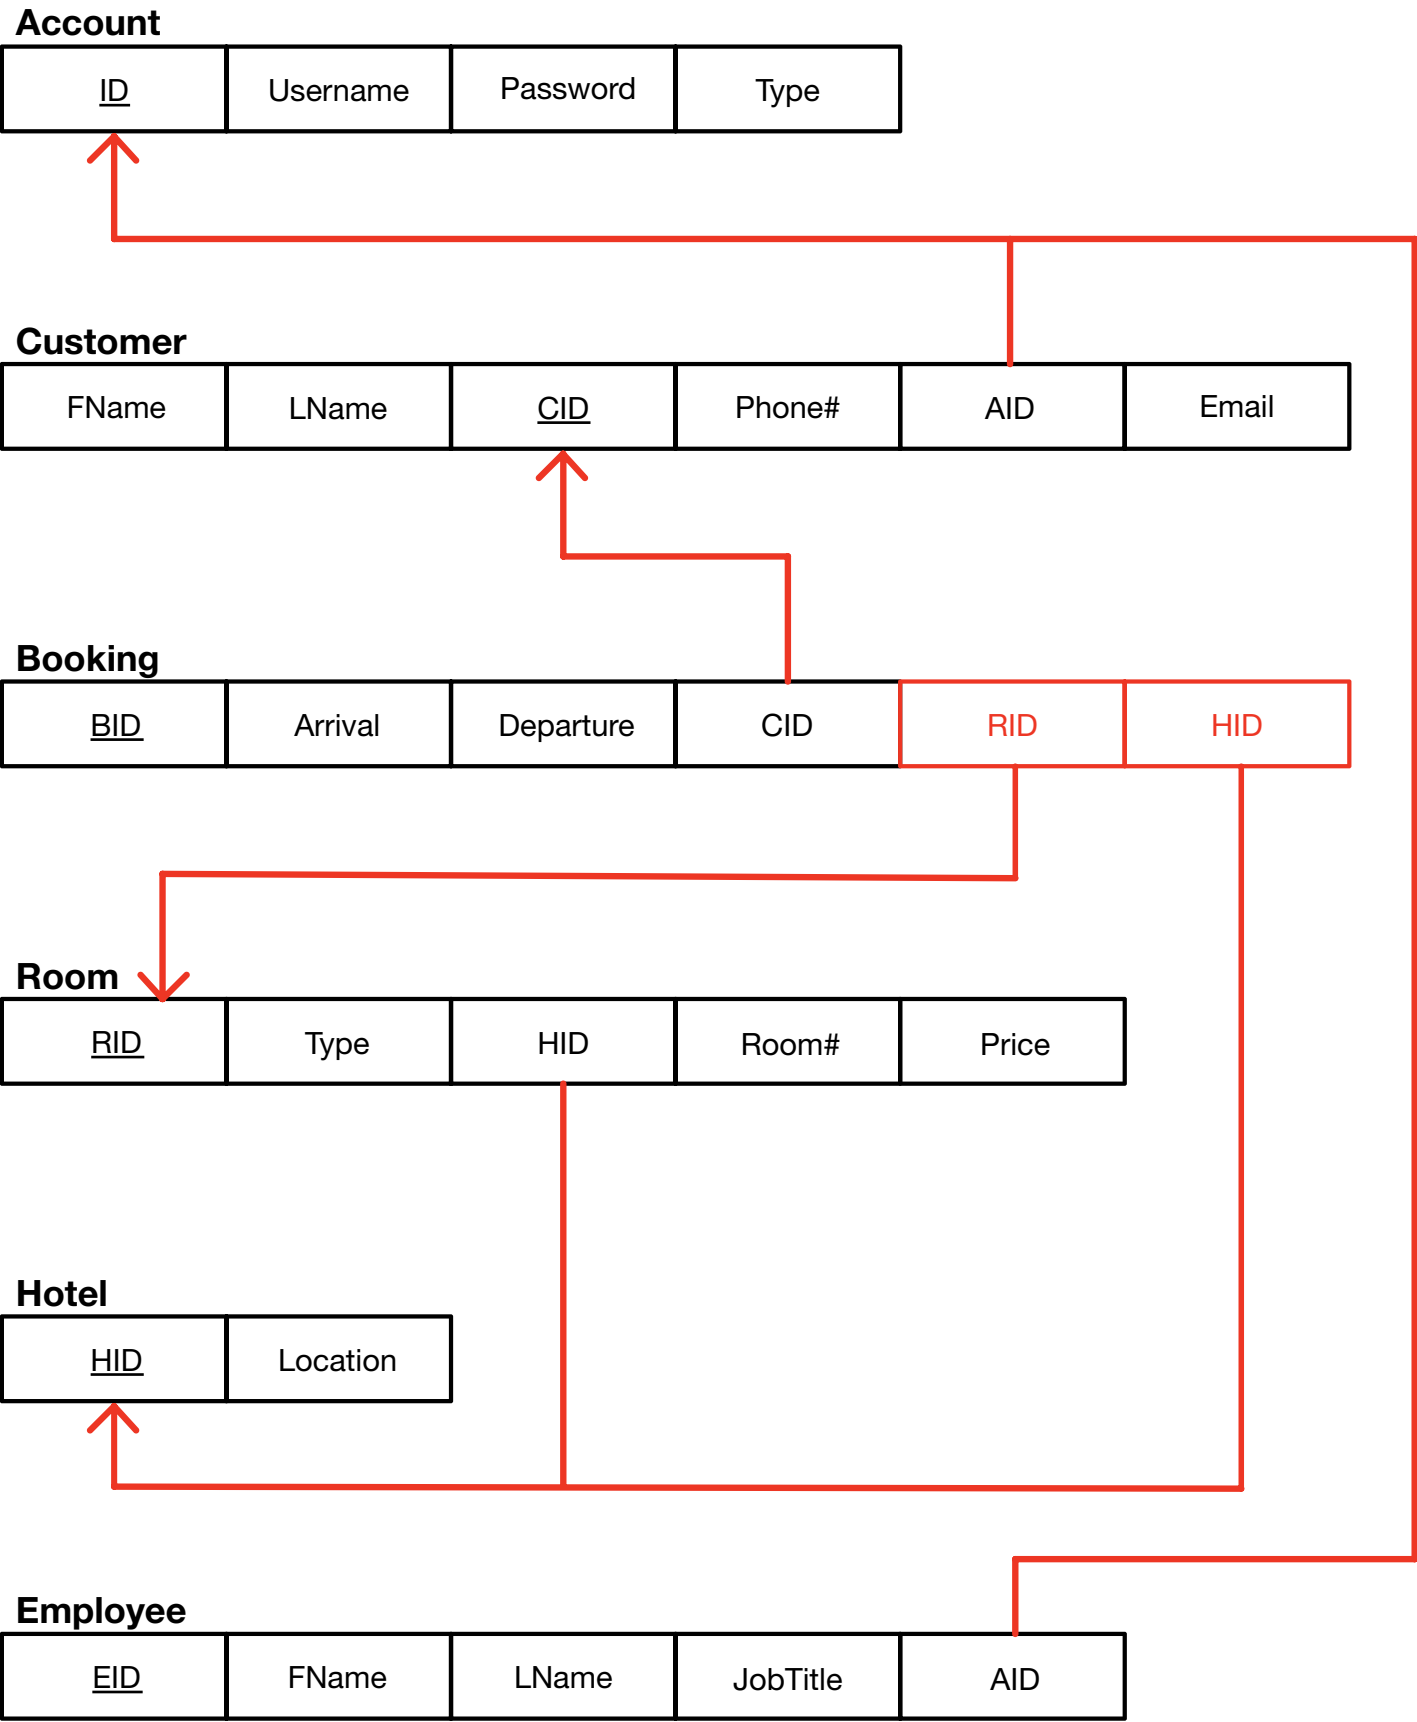 Account
ID Username Password Type
Customer
FName LName CID Phone# AID Email
Booking
BID Arrival Departure CID RID HID
Room
RID Type HID Room# Price
Hotel
HID Location
Employee
EID FName LName JobTitle AID